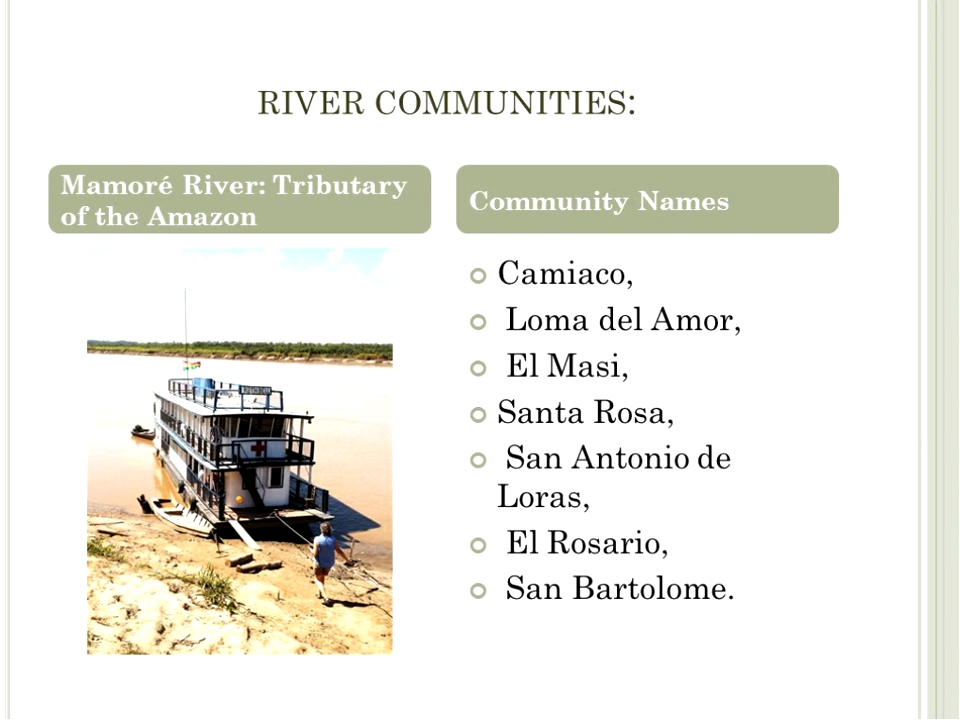 RIVER COMMUNITIES:
Mamoré River: Tributary
of the Amazon
Community Names
Camiaco,
Loma del Amor,
El Masi,
Santa Rosa,
San Antonio de
Loras,
El Rosario,
San Bartolome.